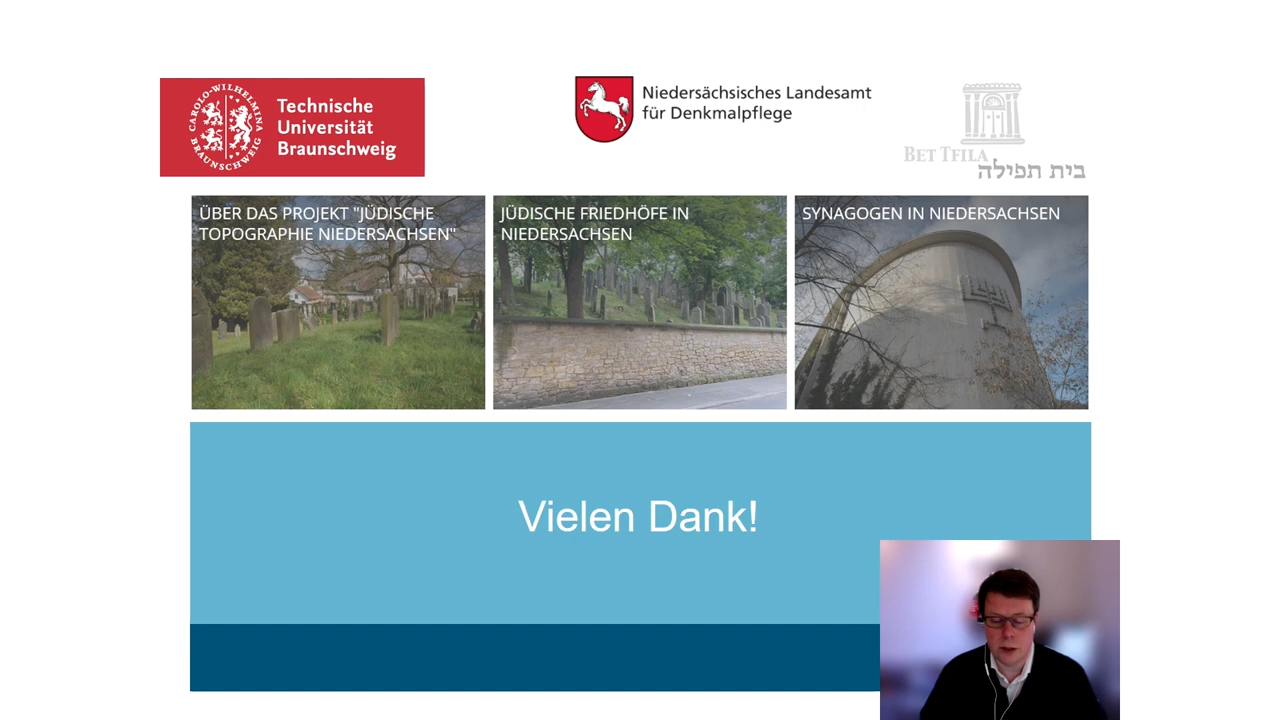 CAROLO-WILHELMINA
BRAUNSCHWEIG
Technische
Universität
Braunschweig
Niedersächsisches Landesamt
für Denkmalpflege
BET TFILA
בית תפילה
ÜBER DAS PROJEKT "JÜDISCHE
TOPOGRAPHIE NIEDERSACHSEN"
JÜDISCHE FRIEDHÖFE IN
NIEDERSACHSEN
SYNAGOGEN IN NIEDERSACHSEN
Vielen Dank!